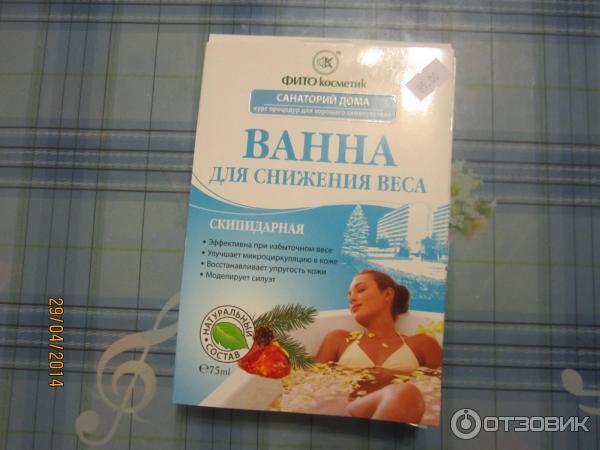 ФИТОкосметик
САНАТОРИЙ ДОМА
курс процедур для хорошего самочувствия
ВАННА
ДЛЯ СНИЖЕНИЯ ВЕСА
СКИПИДАРНАЯ
• Эффективна при избыточном весе
• Улучшает микроциркуляцию в коже
• Восстанавливает упругость кожи
• Моделирует силуэт
НАТУРАЛЬНЫЙ
СОСТАВ
℮75ml
29/04/2014
ОТЗОВИК